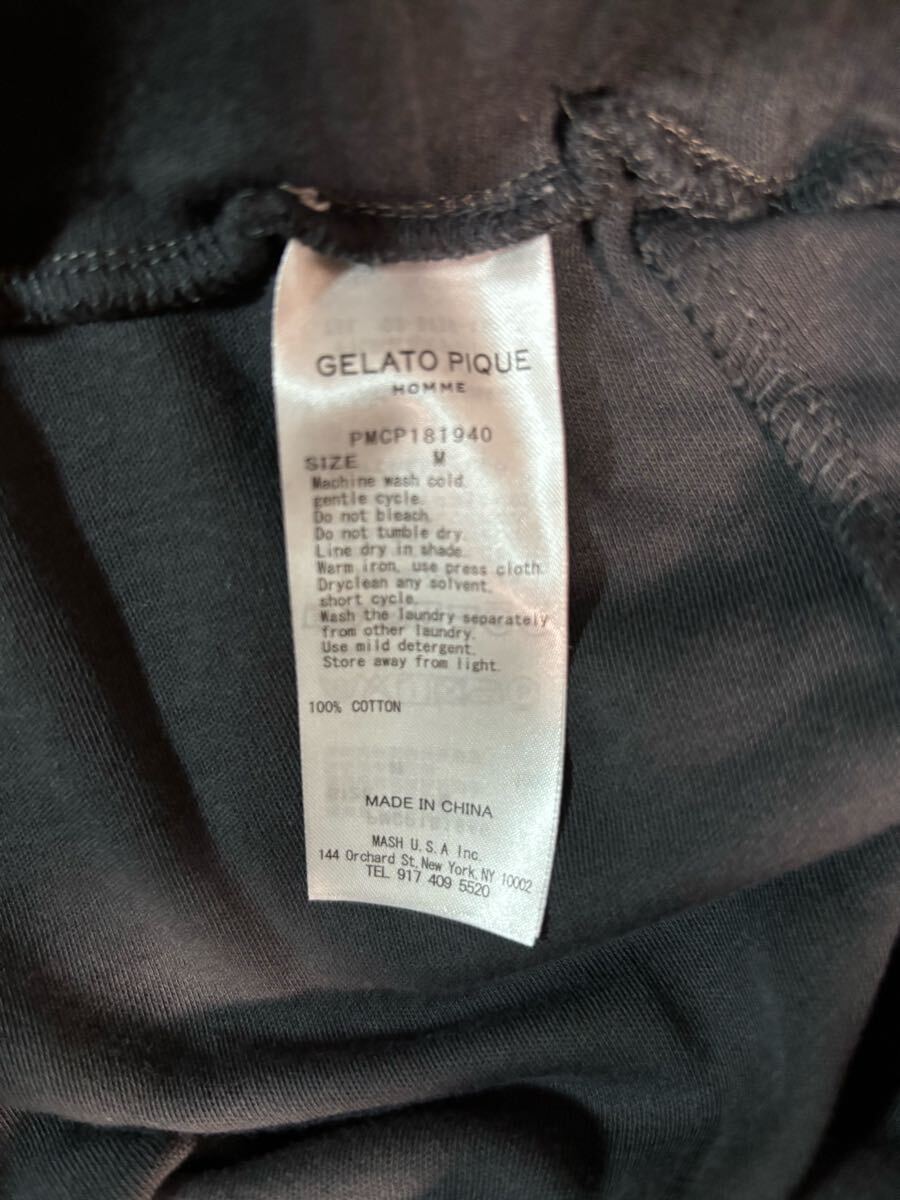 GELATO PIQUE
HOMME
PMCP181940
SIZE M
Machine wash cold.
gentle cycle.
Do not bleach.
Do not tumble dry.
Line dry in shade.
Warm iron, use press cloth.
Dryclean any solvent,
short cycle.
Wash the laundry separately
from other laundry.
Use mild detergent.
Store away from light.
100% COTTON
MADE IN CHINA
MASH U.S.A Inc.
144 Orchard St, New York, NY 10002
TEL 917 409 5520